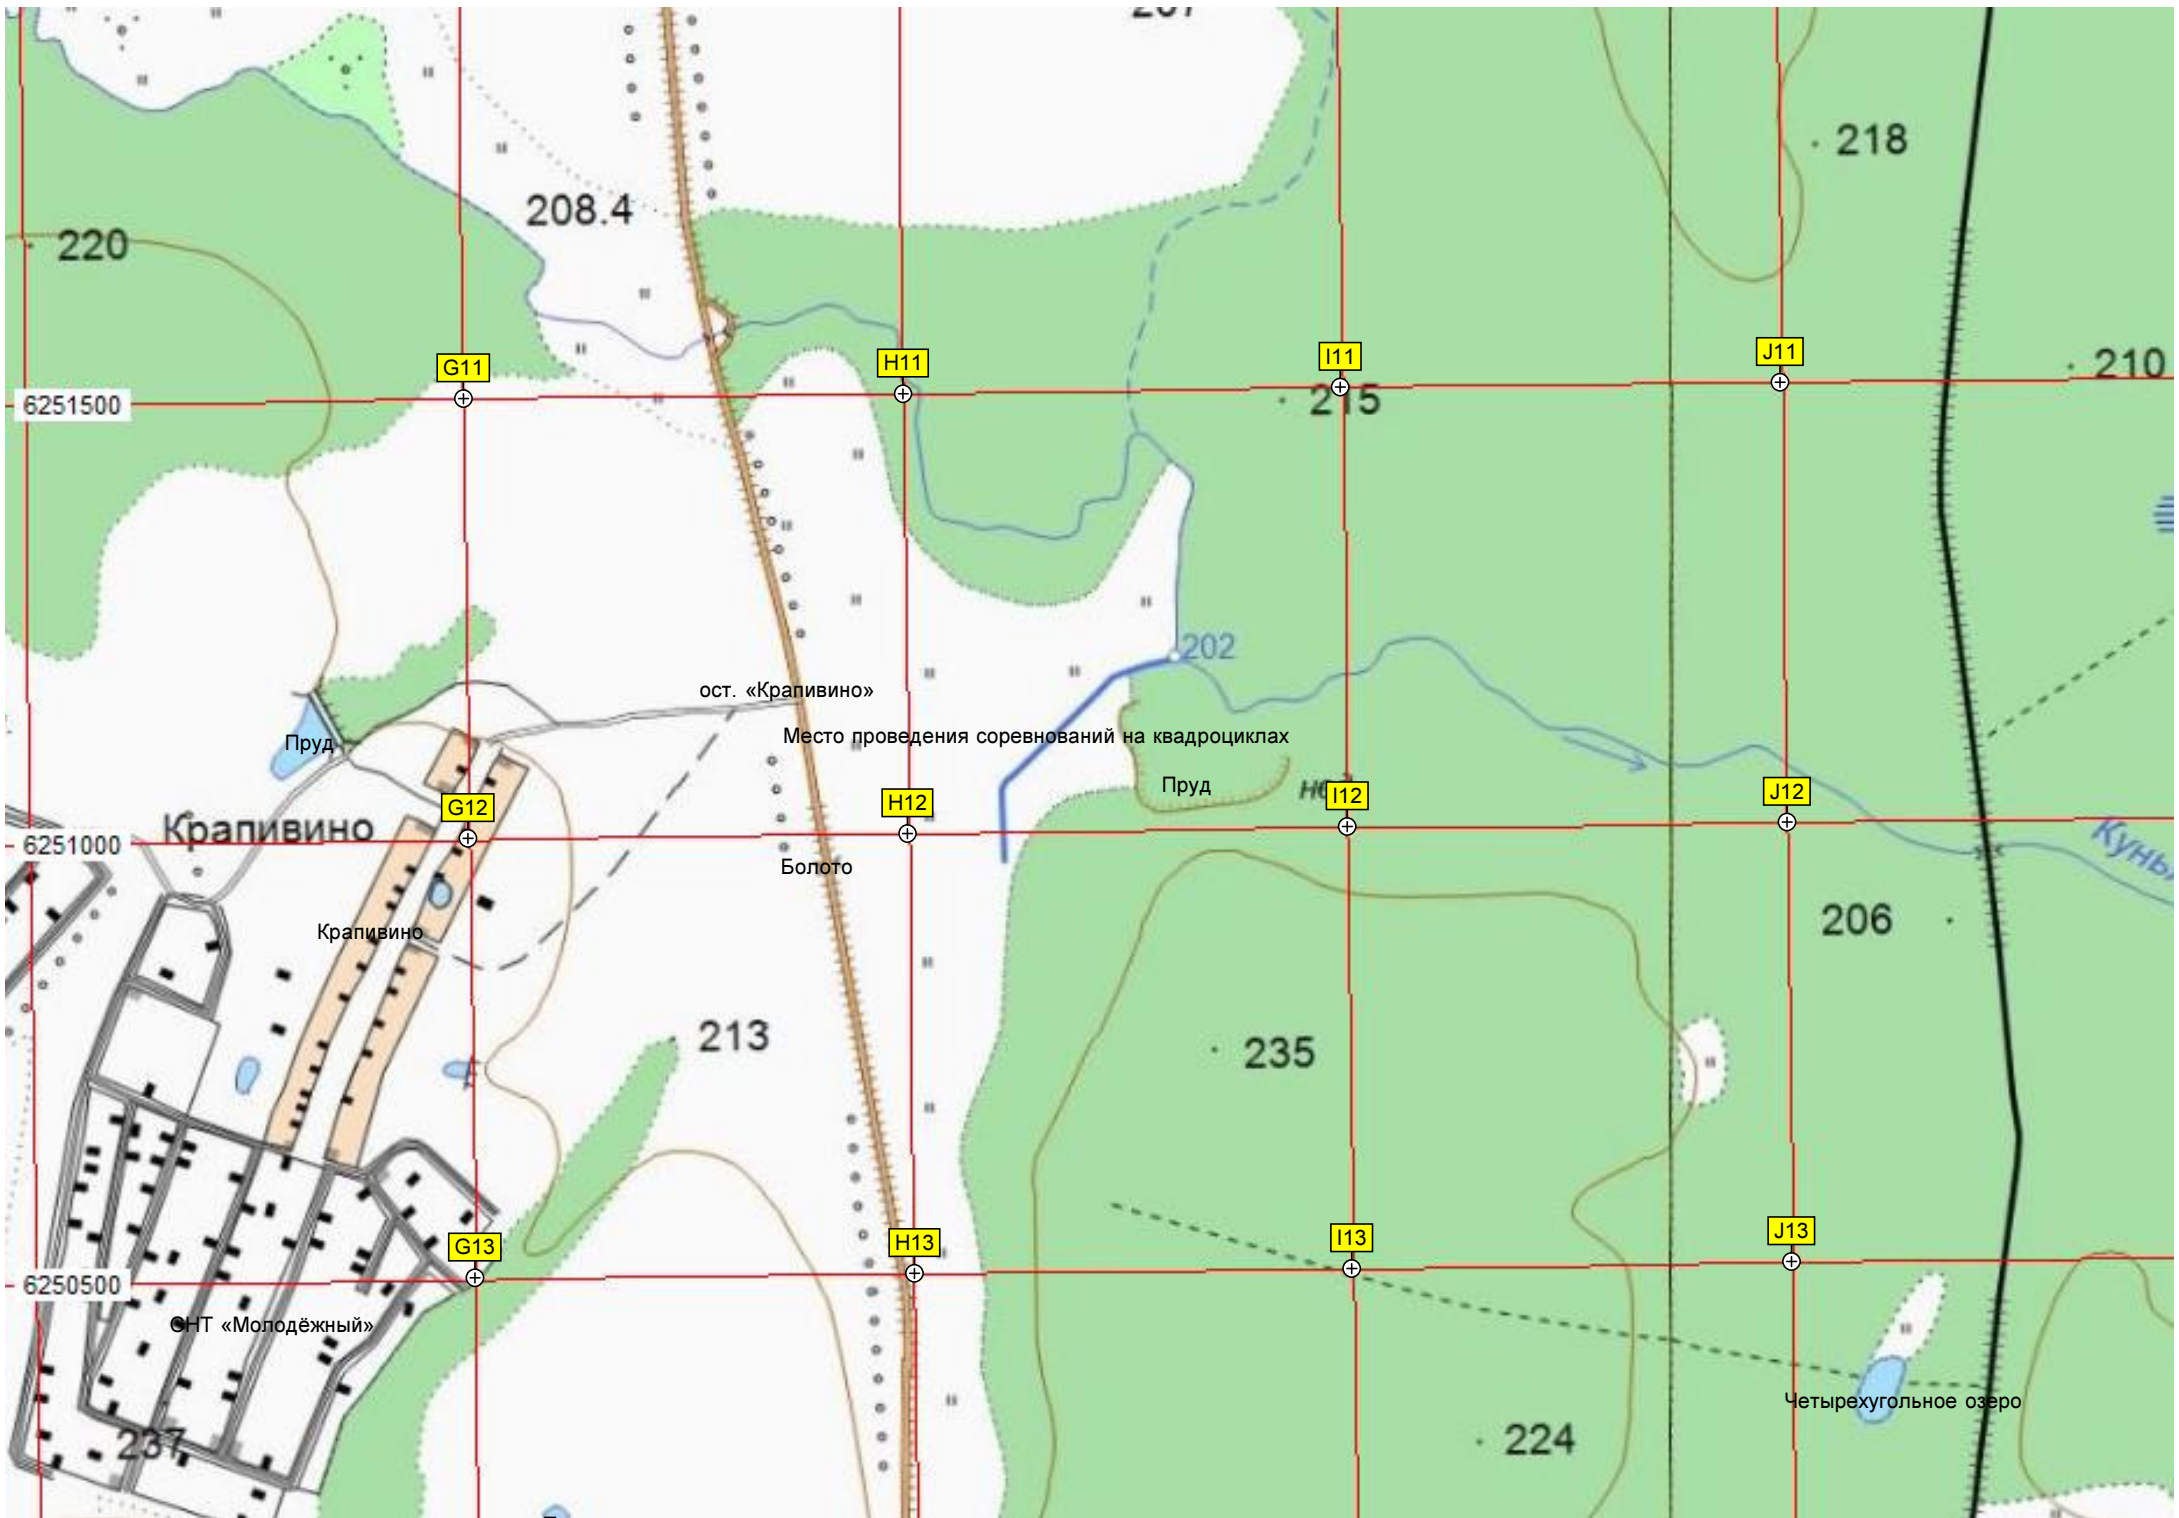 218
208.4
220
G11
H11
I11
J11
210
215
6251500
202
ост. «Крапивино»
Место проведения соревнований на квадроциклах
Пруд
Пруд
G12
H12
I12
J12
Крапивино
6251000
Болото
206
Крапивино
213
235
G13
H13
I13
J13
6250500
СНТ «Молодёжный»
Четырехугольное озеро
237
224